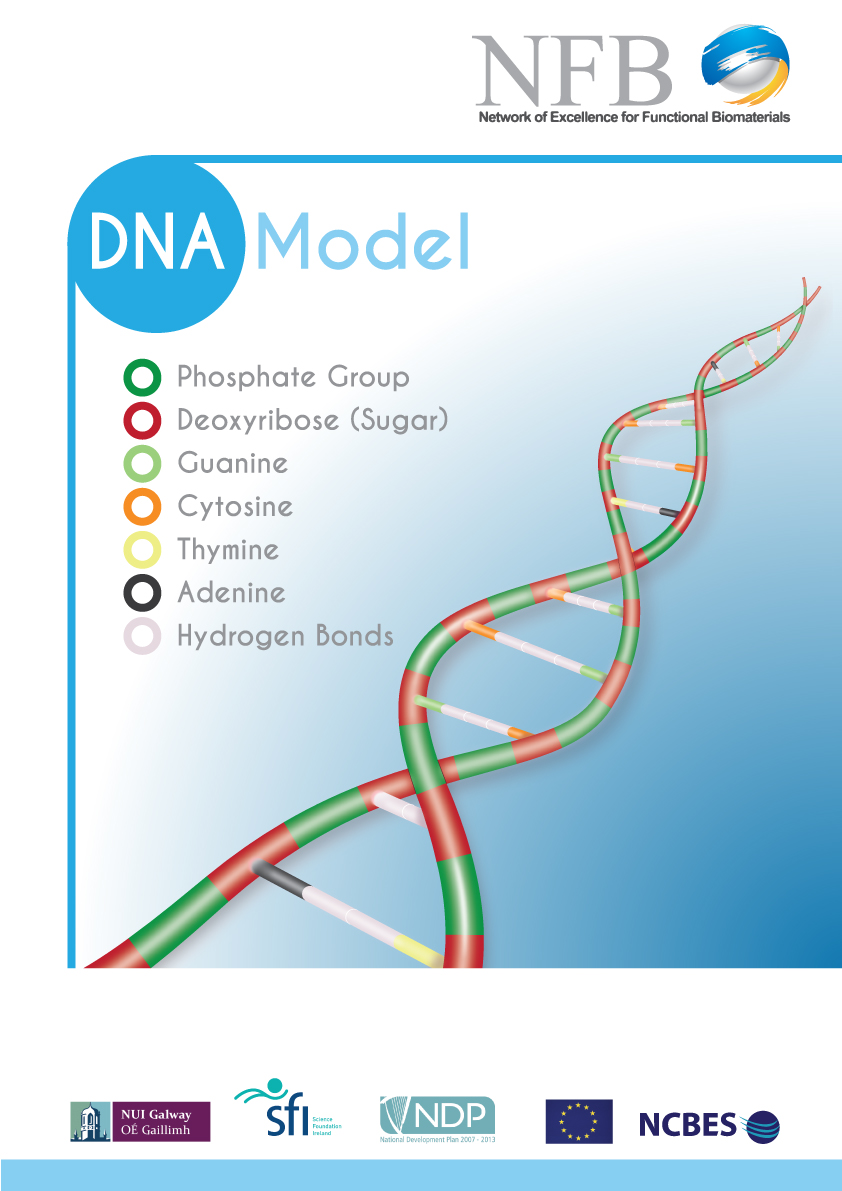 NFB
Network of Excellence for Functional Biomaterials
DNA Model
Phosphate Group
Deoxyribose (Sugar)
Guanine
Cytosine
Thymine
Adenine
Hydrogen Bonds
NUI Galway
OÉ Gaillimh
sfi
Science
Foundation
Ireland
NDP
National Development Plan 2007 - 2013
NCBES